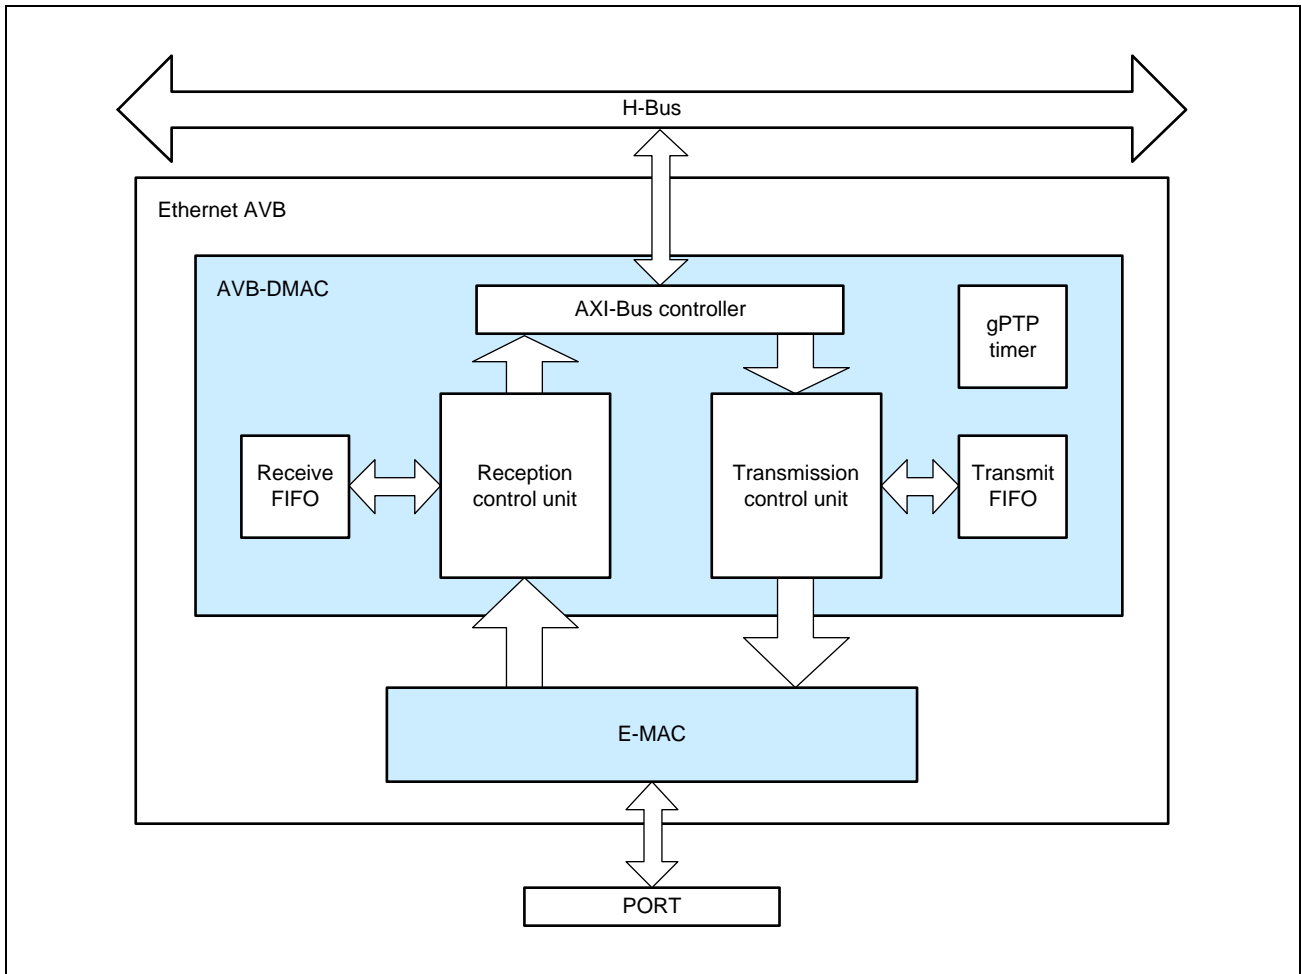 H-Bus
Ethernet AVB
AVB-DMAC
AXI-Bus controller
gPTP
timer
Receive
FIFO
Reception
control unit
Transmission
control unit
Transmit
FIFO
E-MAC
PORT